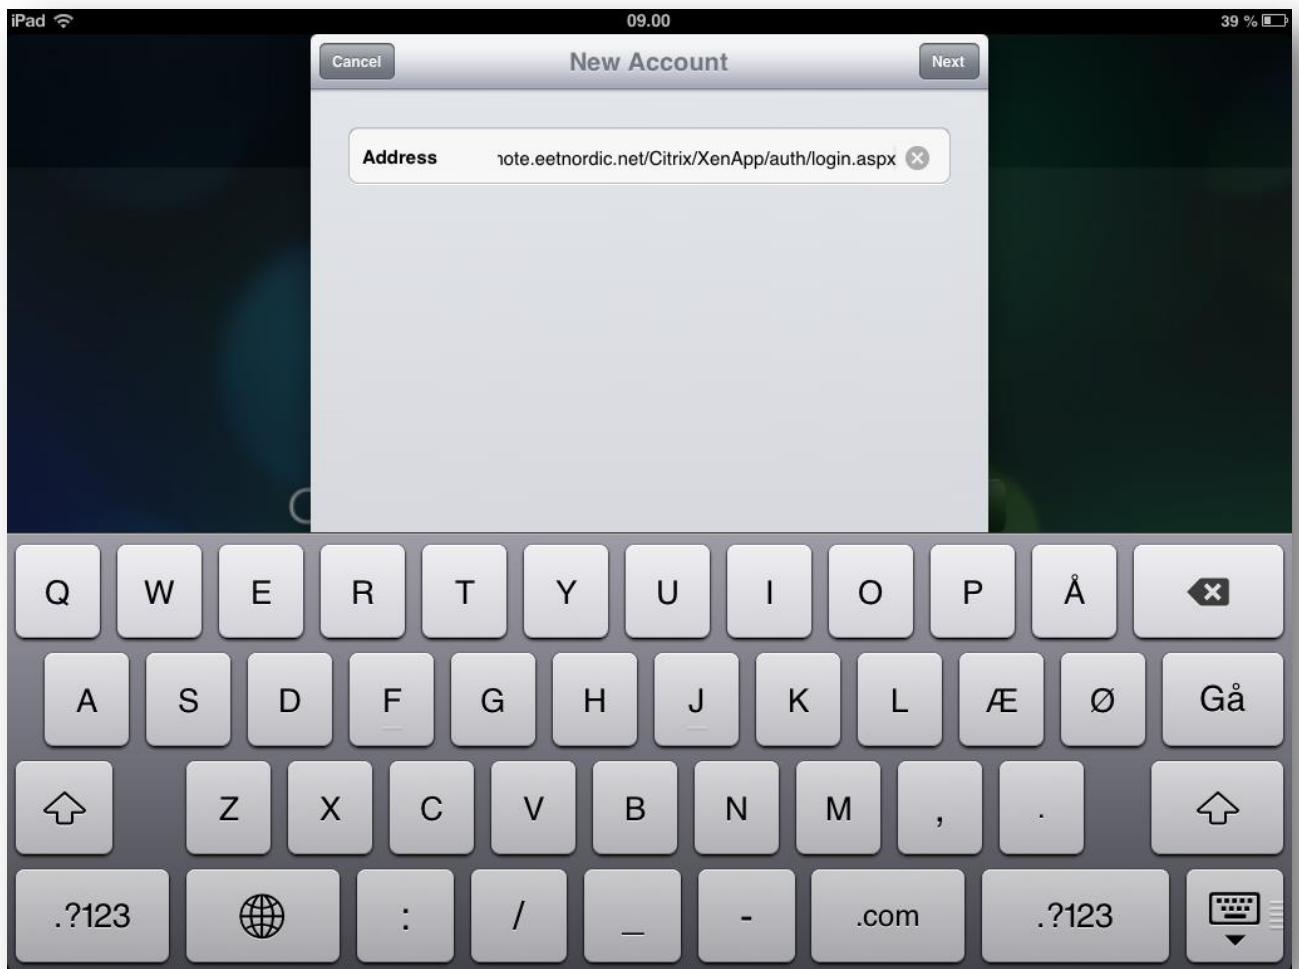 iPad 09.00 39 %
Cancel New Account Next
Address note.eetnordic.net/Citrix/XenApp/auth/login.aspx
Q W E R T Y U I O P Å
A S D F G H J K L Æ Ø Gå
Z X C V B N M , .
.?123 : / _ - .com .?123